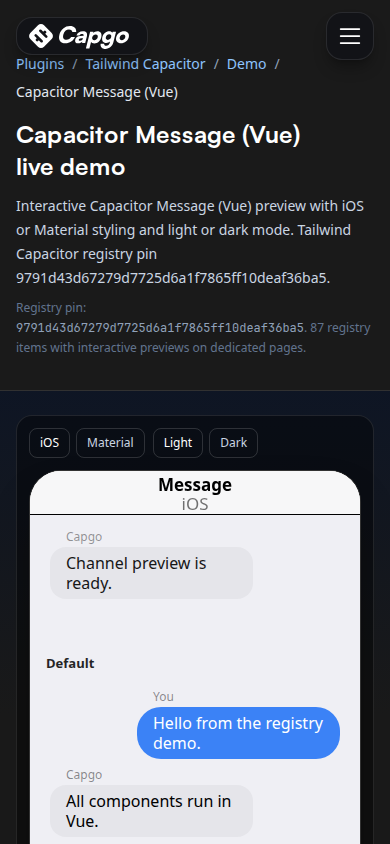 Capgo
Plugins / Tailwind Capacitor / Demo /
Capacitor Message (Vue)
Capacitor Message (Vue)
live demo
Interactive Capacitor Message (Vue) preview with iOS
or Material styling and light or dark mode. Tailwind
Capacitor registry pin
9791d43d67279d7725d6a1f7865ff10deaf36ba5.
Registry pin:
9791d43d67279d7725d6a1f7865ff10deaf36ba5. 87 registry
items with interactive previews on dedicated pages.
iOS Material Light Dark
Message
iOS
Capgo
Channel preview is
ready.
Default
You
Hello from the registry
demo.
Capgo
All components run in
Vue.